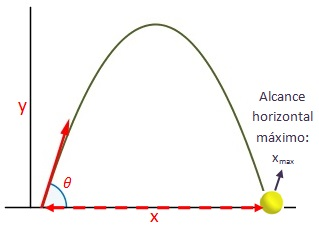 y
Alcance
horizontal
máximo:
xmax
θ
x